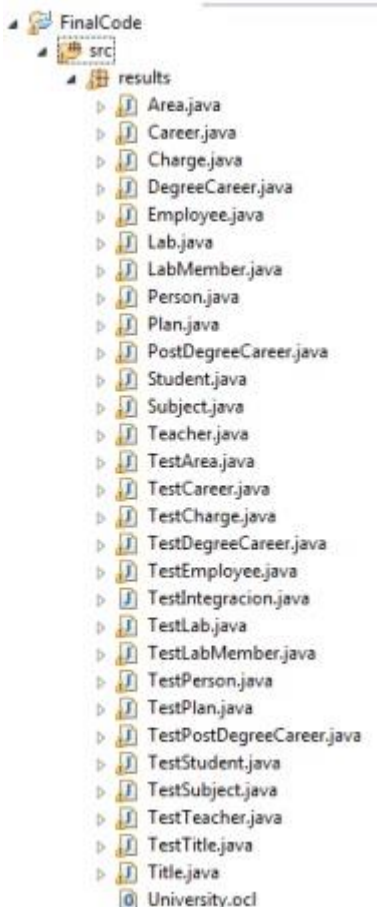 FinalCode
src
results
Area.java
Career.java
Charge.java
DegreeCareer.java
Employee.java
Lab.java
LabMember.java
Person.java
Plan.java
PostDegreeCareer.java
Student.java
Subject.java
Teacher.java
TestArea.java
TestCareer.java
TestCharge.java
TestDegreeCareer.java
TestEmployee.java
TestIntegracion.java
TestLab.java
TestLabMember.java
TestPerson.java
TestPlan.java
TestPostDegreeCareer.java
TestStudent.java
TestSubject.java
TestTeacher.java
TestTitle.java
Title.java
University.ocl